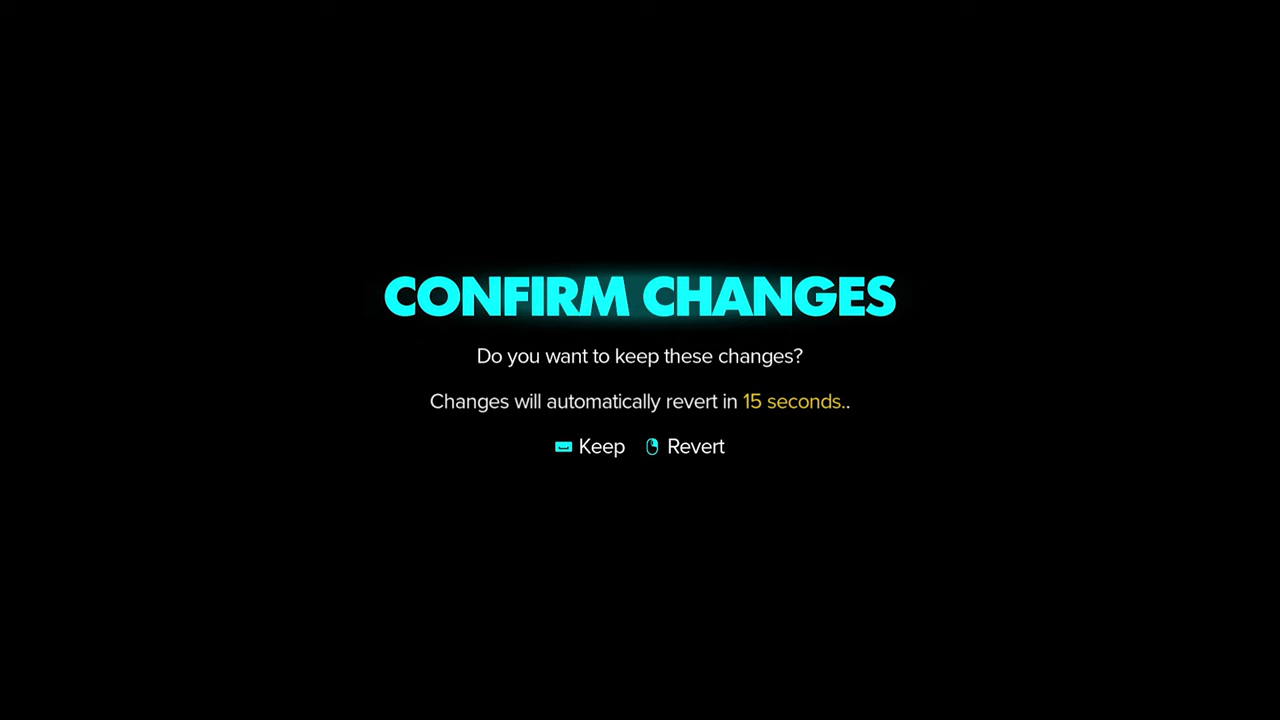 CONFIRM CHANGES
Do you want to keep these changes?
Changes will automatically revert in 15 seconds..
Keep Revert